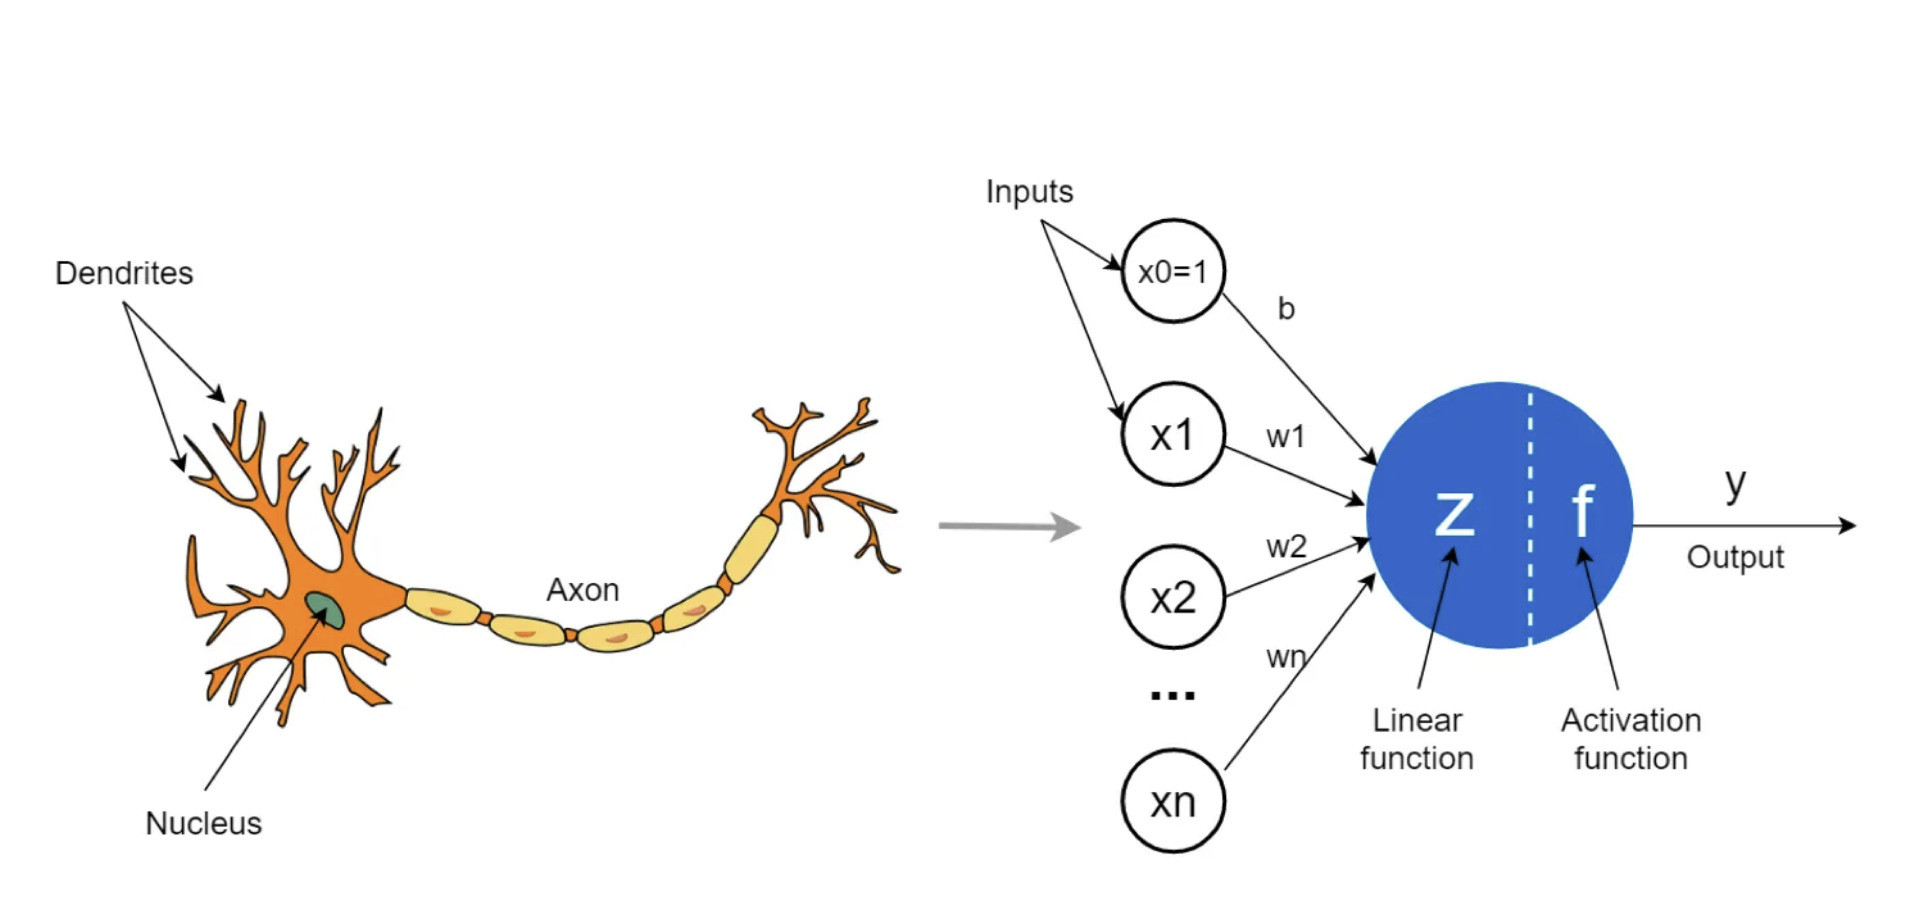 Dendrites
Axon
Nucleus
Inputs
x0=1
b
x1
w1
x2
w2
...
wn
xn
z
f
y
Output
Linear
function
Activation
function